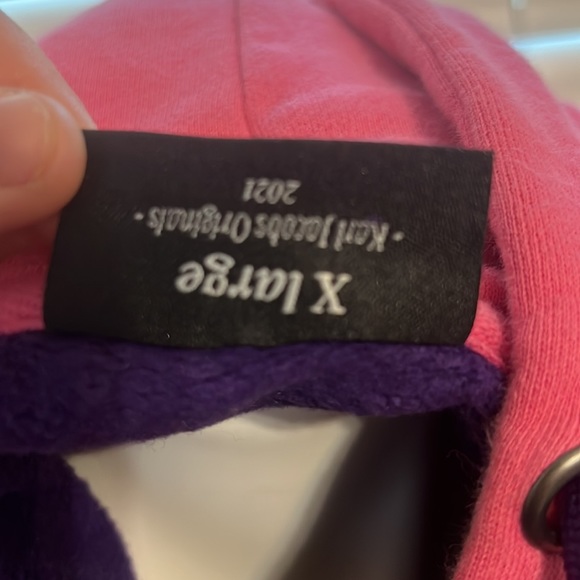 X large
- Karl Jacobs Originals -
2021